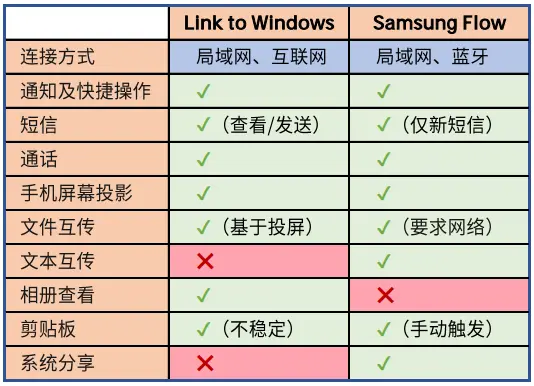 Link to Windows Samsung Flow
连接方式 局域网、互联网 局域网、蓝牙
通知及快捷操作 ✓ ✓
短信 ✓（查看/发送） ✓（仅新短信）
通话 ✓ ✓
手机屏幕投影 ✓ ✓
文件互传 ✓（基于投屏） ✓（要求网络）
文本互传 ✕ ✓
相册查看 ✓ ✕
剪贴板 ✓（不稳定） ✓（手动触发）
系统分享 ✕ ✓